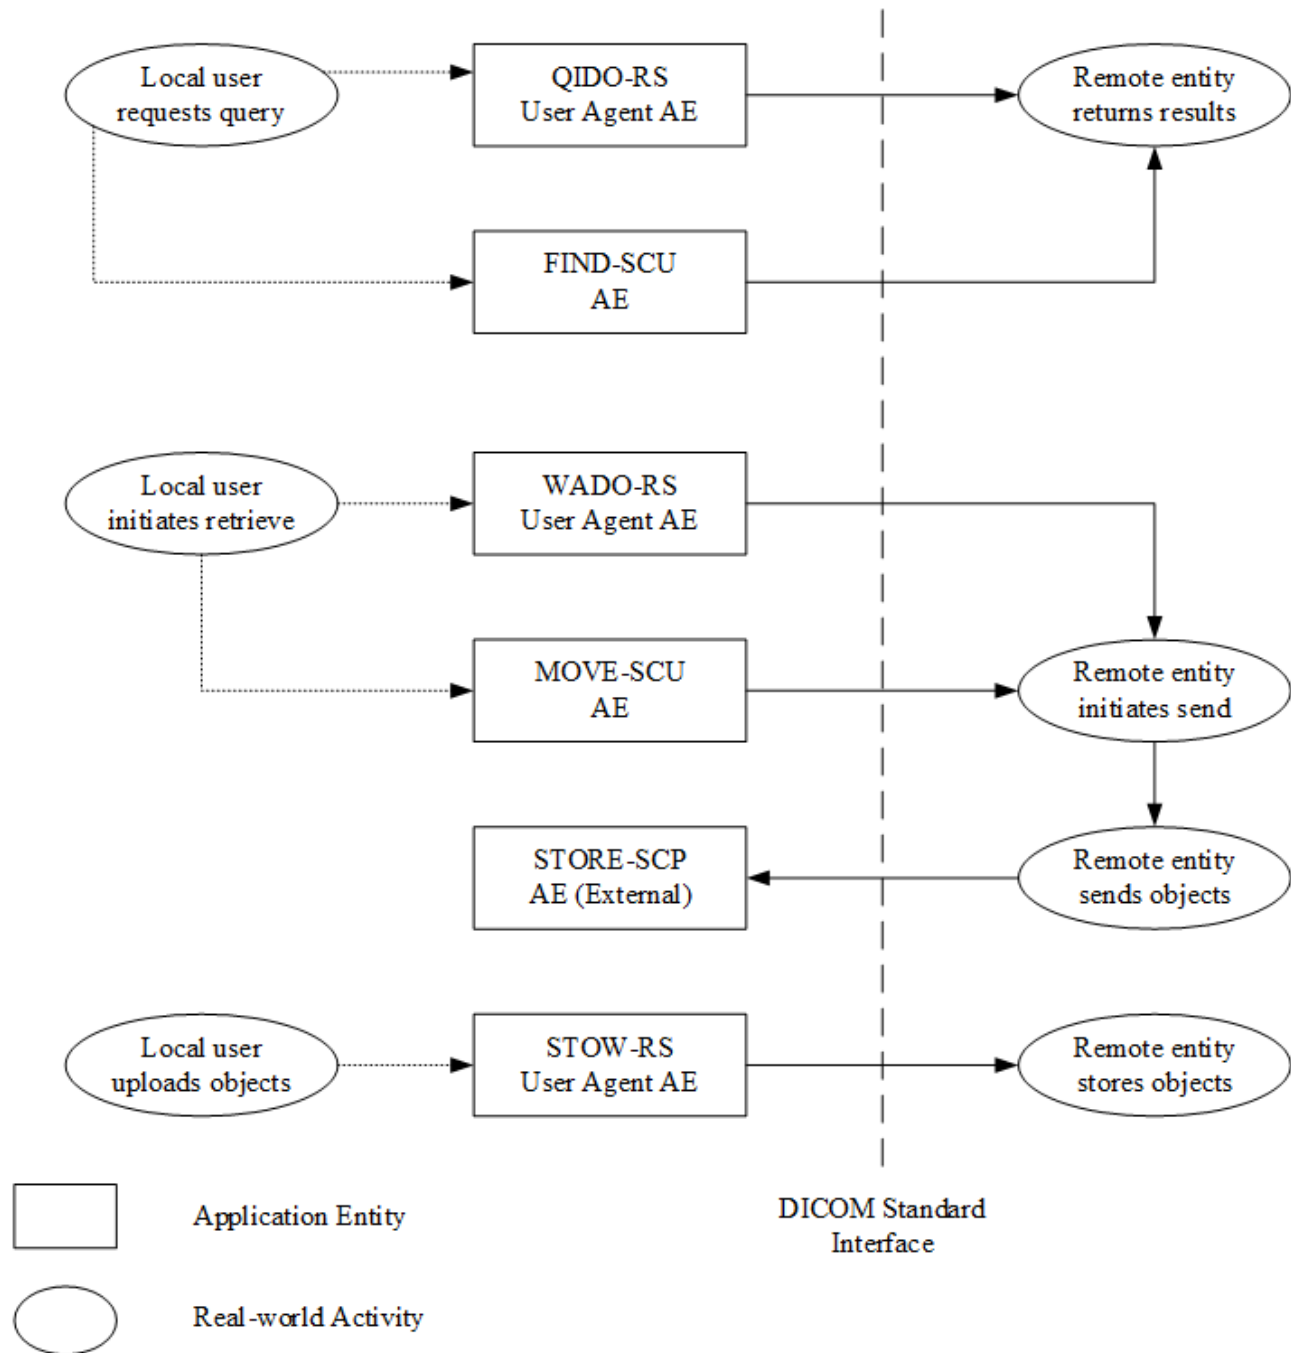 Local user
requests query
QIDO-RS
User Agent AE
Remote entity
returns results
FIND-SCU
AE
Local user
initiates retrieve
WADO-RS
User Agent AE
MOVE-SCU
AE
Remote entity
initiates send
STORE-SCP
AE (External)
Remote entity
sends objects
Local user
uploads objects
STOW-RS
User Agent AE
Remote entity
stores objects
Application Entity
DICOM Standard
Interface
Real-world Activity